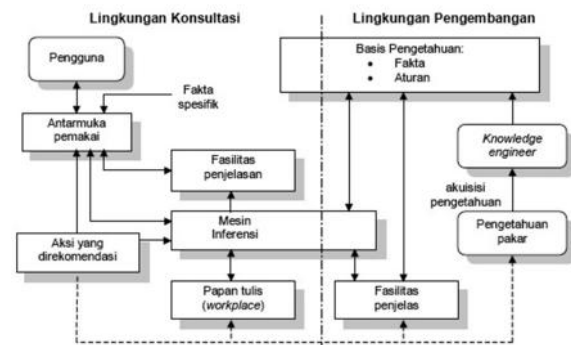 Lingkungan Konsultasi
Lingkungan Pengembangan
Pengguna
Fakta
spesifik
Basis Pengetahuan:
• Fakta
• Aturan
Antarmuka
pemakai
Knowledge
engineer
Fasilitas
penjelasan
akuisisi
pengetahuan
Mesin
Inferensi
Pengetahuan
pakar
Aksi yang
direkomendasi
Papan tulis
(workplace)
Fasilitas
penjelas